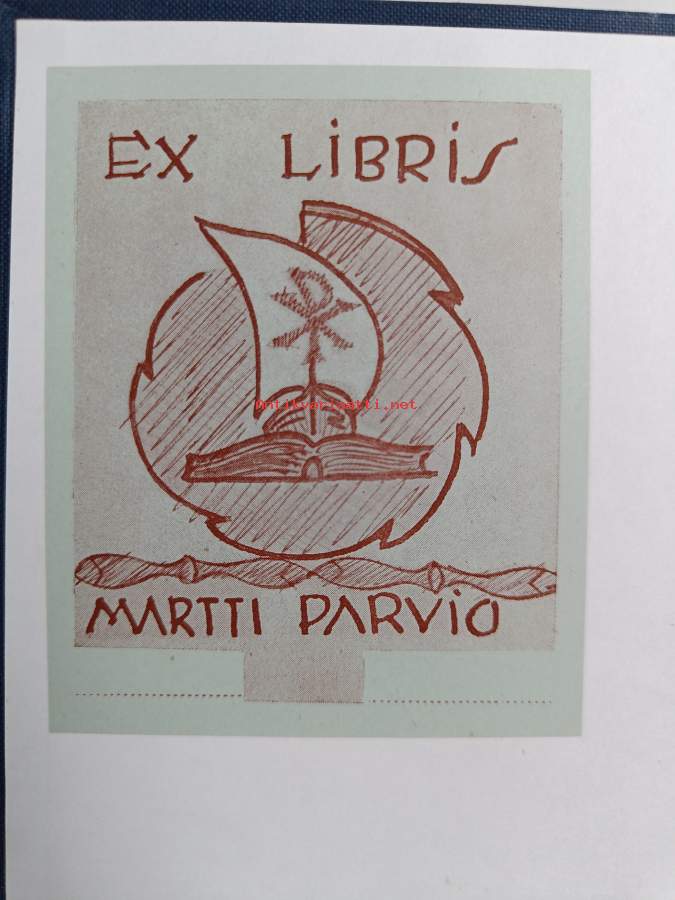 EX LiBRiS
Antikvariaatti.net
MARTTI PARViO